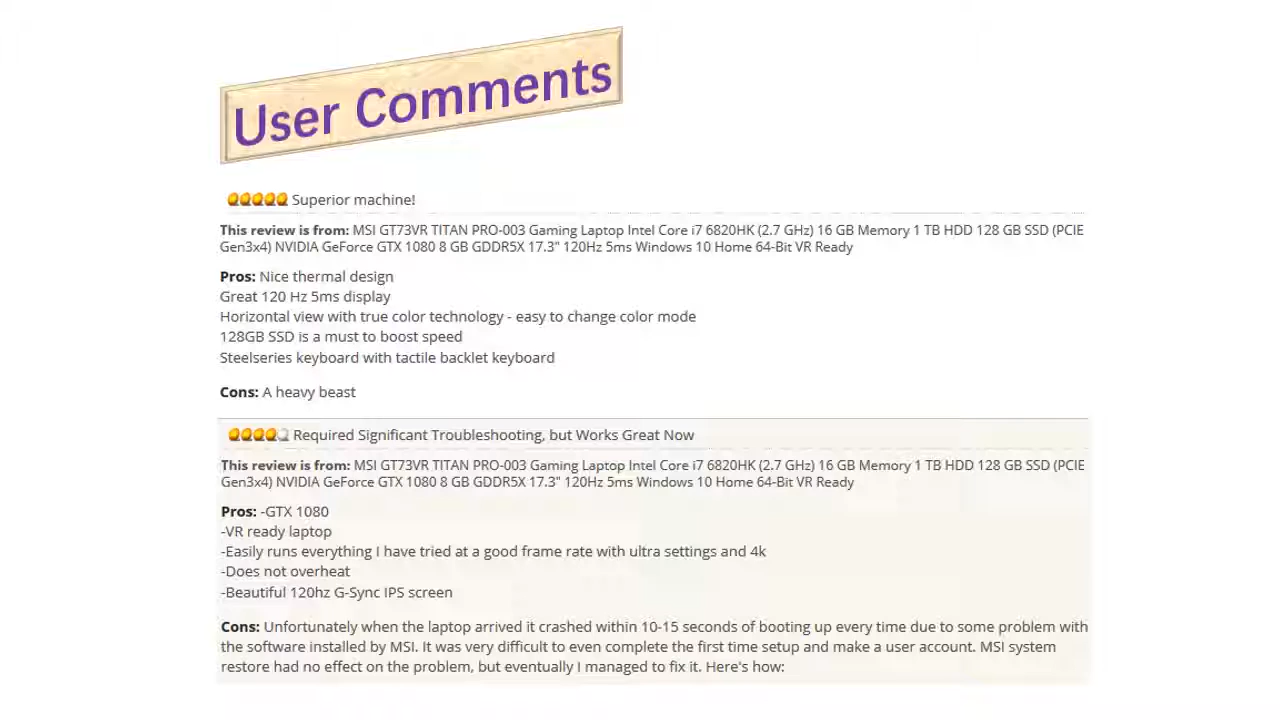 User Comments
Superior machine!
This review is from: MSI GT73VR TITAN PRO-003 Gaming Laptop Intel Core i7 6820HK (2.7 GHz) 16 GB Memory 1 TB HDD 128 GB SSD (PCIE
Gen3x4) NVIDIA GeForce GTX 1080 8 GB GDDR5X 17.3" 120Hz 5ms Windows 10 Home 64-Bit VR Ready
Pros: Nice thermal design
Great 120 Hz 5ms display
Horizontal view with true color technology - easy to change color mode
128GB SSD is a must to boost speed
Steelseries keyboard with tactile backlet keyboard
Cons: A heavy beast
Required Significant Troubleshooting, but Works Great Now
This review is from: MSI GT73VR TITAN PRO-003 Gaming Laptop Intel Core i7 6820HK (2.7 GHz) 16 GB Memory 1 TB HDD 128 GB SSD (PCIE
Gen3x4) NVIDIA GeForce GTX 1080 8 GB GDDR5X 17.3" 120Hz 5ms Windows 10 Home 64-Bit VR Ready
Pros: -GTX 1080
-VR ready laptop
-Easily runs everything I have tried at a good frame rate with ultra settings and 4k
-Does not overheat
-Beautiful 120hz G-Sync IPS screen
Cons: Unfortunately when the laptop arrived it crashed within 10-15 seconds of booting up every time due to some problem with
the software installed by MSI. It was very difficult to even complete the first time setup and make a user account. MSI system
restore had no effect on the problem, but eventually I managed to fix it. Here's how: